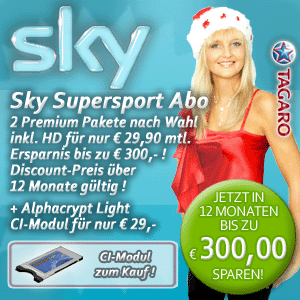 sky
TAGARO
Sky Supersport Abo
2 Premium Pakete nach Wahl
inkl. HD für nur € 29,90 mtl.
Ersparnis bis zu € 300,- !
Discount-Preis über
12 Monate gültig !
+ Alphacrypt Light
CI-Modul für nur € 29,-
CI-Modul
zum Kauf !
JETZT IN
12 MONATEN
BIS ZU
€ 300,00
SPAREN!